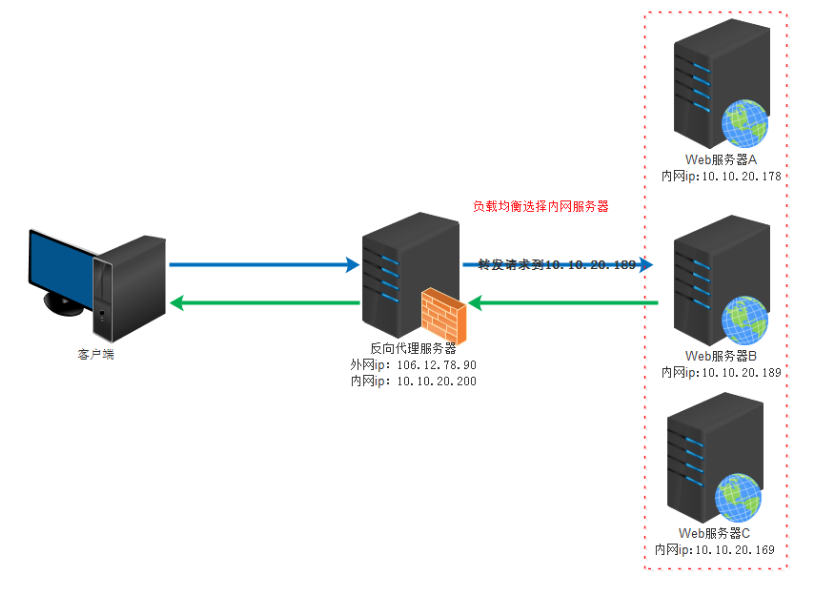 Web服务器A
内网ip:10.10.20.178
负载均衡选择内网服务器
转发请求到10.10.20.189
客户端
反向代理服务器
外网ip: 106.12.78.90
内网ip: 10.10.20.200
Web服务器B
内网ip:10.10.20.189
Web服务器C
内网ip:10.10.20.169